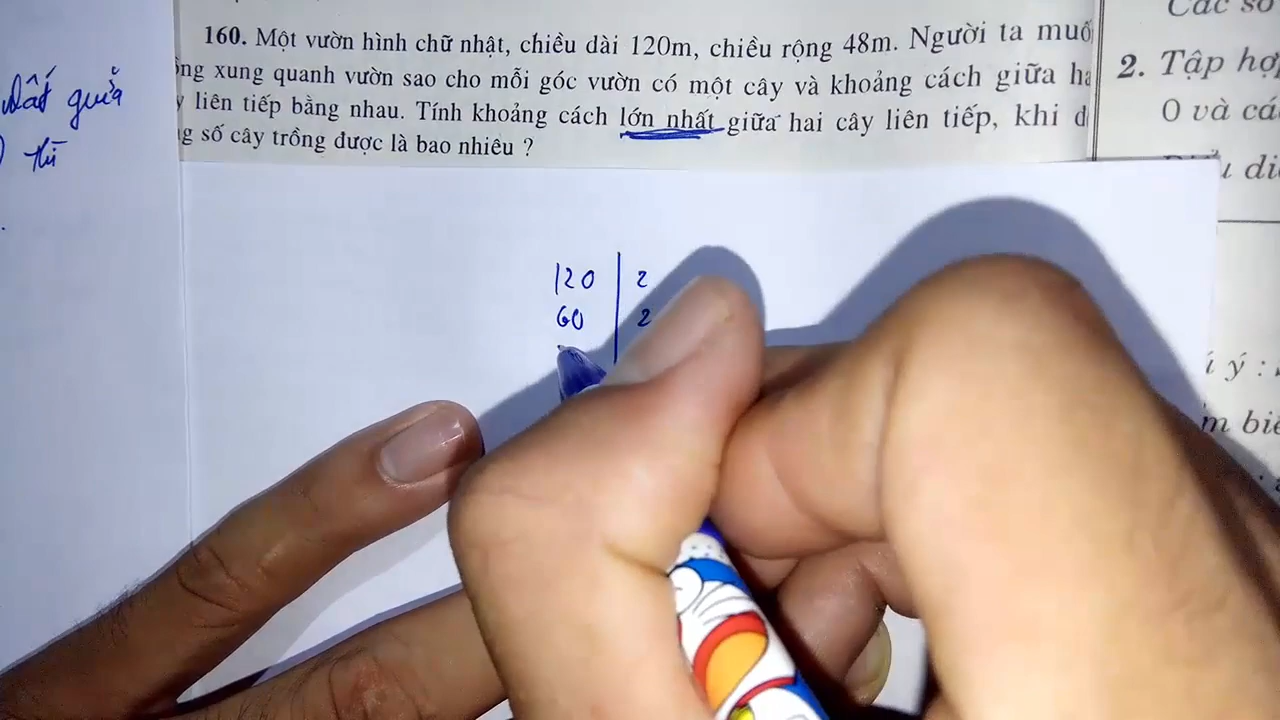 160. Một vườn hình chữ nhật, chiều dài 120m, chiều rộng 48m. Người ta muố
ồng xung quanh vườn sao cho mỗi góc vườn có một cây và khoảng cách giữa ha
y liên tiếp bằng nhau. Tính khoảng cách lớn nhất giữa hai cây liên tiếp, khi đ
g số cây trồng được là bao nhiêu ?
120 2
60 2
2. Tập hợ
0 và cá
ý :